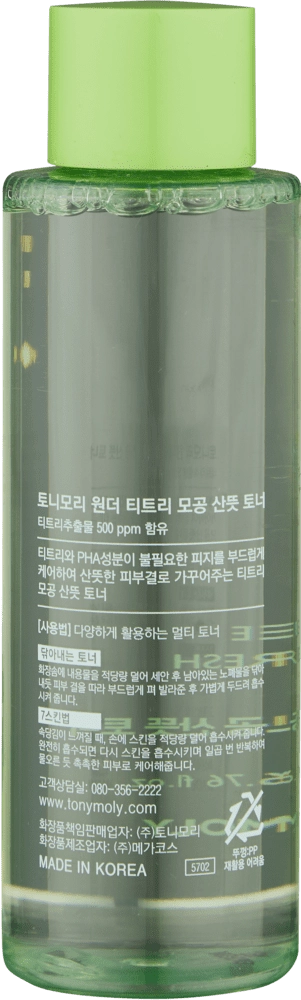 토니모리 원더 티트리 모공 산뜻 토너
티트리추출물 500 ppm 함유
티트리와 PHA성분이 불필요한 피지를 부드럽게
케어하여 산뜻한 피부결로 가꾸어주는 티트리
모공 산뜻 토너
[사용법] 다양하게 활용하는 멀티 토너
닦아내는 토너
화장솜에 내용물을 적당량 덜어 세안 후 남아있는 노폐물을 닦아
내듯 피부 결을 따라 부드럽게 펴 발라준 후 가볍게 두드려 흡수
시켜 줍니다.
7스킨법
속당김이 느껴질 때, 손에 스킨을 적당량 덜어 흡수시켜줍니다.
완전히 흡수되면 다시 스킨을 흡수시키며 일곱 번 반복하여
물오른 듯 촉촉한 피부로 케어해줍니다.
고객상담실: 080-356-2222
www.tonymoly.com
화장품책임판매업자: (주)토니모리
화장품제조업자: (주)메가코스
MADE IN KOREA
5702
뚜껑:PP
재활용 어려움